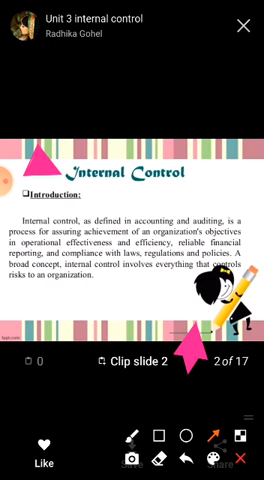 Unit 3 internal control
Radhika Gohel
Internal Control
Introduction:
Internal control, as defined in accounting and auditing, is a
process for assuring achievement of an organization's objectives
in operational effectiveness and efficiency, reliable financial
reporting, and compliance with laws, regulations and policies. A
broad concept, internal control involves everything that controls
risks to an organization.
0
Clip slide 2
2 of 17
Like
Save
Share